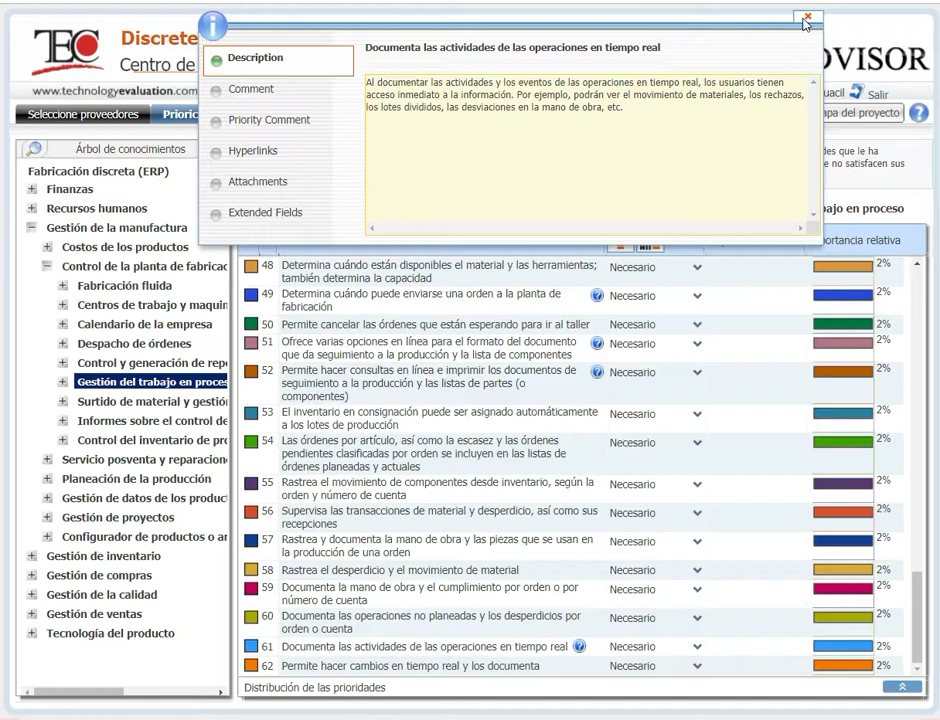 TEC
Discrete
Centro de
www.technologyevaluation.com
VISOR
Salir
Seleccione proveedores
apa del proyecto
Description
Comment
Priority Comment
Hyperlinks
Attachments
Extended Fields
Documenta las actividades de las operaciones en tiempo real
Al documentar las actividades y los eventos de las operaciones en tiempo real, los usuarios tienen
acceso inmediato a la información. Por ejemplo, podrán ver el movimiento de materiales, los rechazos,
los lotes divididos, las desviaciones en la mano de obra, etc.
des que le ha
e no satisfacen sus
ajo en proceso
Árbol de conocimientos
Fabricación discreta (ERP)
Finanzas
Recursos humanos
Gestión de la manufactura
Costos de los productos
Control de la planta de fabricac
Fabricación fluida
Centros de trabajo y maquin
Calendario de la empresa
Despacho de órdenes
Control y generación de repo
Gestión del trabajo en proces
Surtido de material y gestió
Informes sobre el control de
Control del inventario de pro
Servicio posventa y reparacion
Planeación de la producción
Gestión de datos de los produc
Gestión de proyectos
Configurador de productos o ar
Gestión de inventario
Gestión de compras
Gestión de la calidad
Gestión de ventas
Tecnología del producto
portancia relativa
48 Determina cuándo están disponibles el material y las herramientas; Necesario 2%
también determina la capacidad
49 Determina cuándo puede enviarse una orden a la planta de Necesario 2%
fabricación
50 Permite cancelar las órdenes que están esperando para ir al taller Necesario 2%
51 Ofrece varias opciones en línea para el formato del documento Necesario 2%
que da seguimiento a la producción y la lista de componentes
52 Permite hacer consultas en línea e imprimir los documentos de Necesario 2%
seguimiento a la producción y las listas de partes (o
componentes)
53 El inventario en consignación puede ser asignado automáticamente Necesario 2%
a los lotes de producción
54 Las órdenes por artículo, así como la escasez y las órdenes Necesario 2%
pendientes clasificadas por orden se incluyen en las listas de
órdenes planeadas y actuales
55 Rastrea el movimiento de componentes desde inventario, según la Necesario 2%
orden y número de cuenta
56 Supervisa las transacciones de material y desperdicio, así como sus Necesario 2%
recepciones
57 Rastrea y documenta la mano de obra y las piezas que se usan en Necesario 2%
la producción de una orden
58 Rastrea el desperdicio y el movimiento de material Necesario 2%
59 Documenta la mano de obra y el cumplimiento por orden o por Necesario 2%
número de cuenta
60 Documenta las operaciones no planeadas y los desperdicios por Necesario 2%
orden o cuenta
61 Documenta las actividades de las operaciones en tiempo real Necesario 2%
62 Permite hacer cambios en tiempo real y los documenta Necesario 2%
Distribución de las prioridades